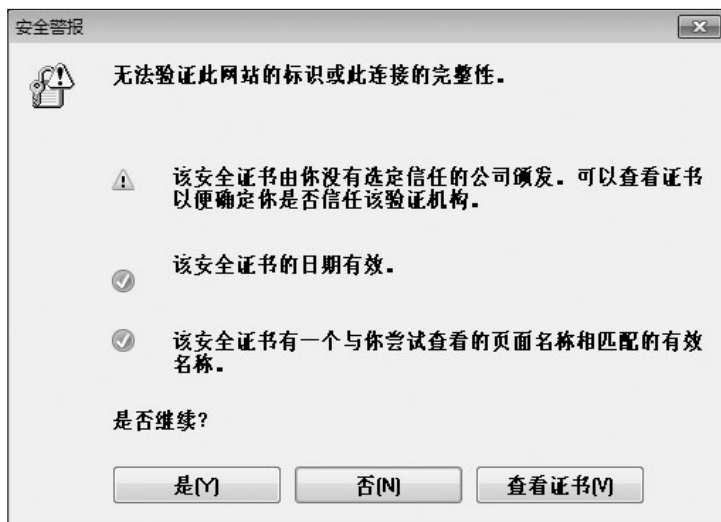 安全警报
无法验证此网站的标识或此连接的完整性。
该安全证书由你没有选定信任的公司颁发。可以查看证书
以便确定你是否信任该验证机构。
该安全证书的日期有效。
该安全证书有一个与你尝试查看的页面名称相匹配的有效
名称。
是否继续?
是(Y) 否(N) 查看证书(V)